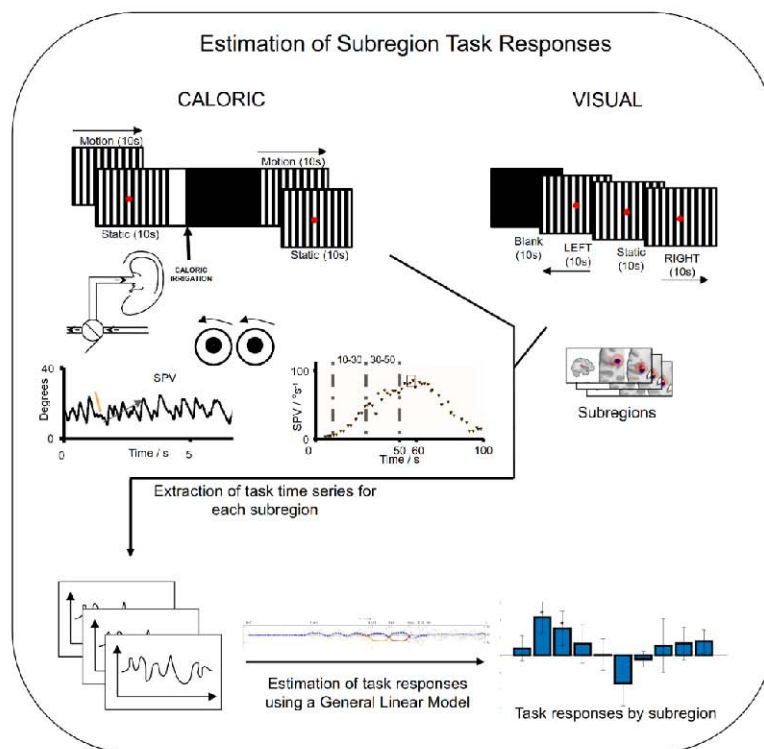 Estimation of Subregion Task Responses
CALORIC
VISUAL
Motion (10s)
Motion (10s)
Static (10s)
Static (10s)
CALORIC
IRRISATION
Blank
(10s)
LEFT
(10s)
Static
(10s)
RIGHT
(10s)
40
Degrees
SPV
0
0
5
Time / s
10-30
30-50
100
SPV / °s⁻¹
0
0
50 60
100
Time / s
Subregions
Extraction of task time series for
each subregion
Estimation of task responses
using a General Linear Model
Task responses by subregion